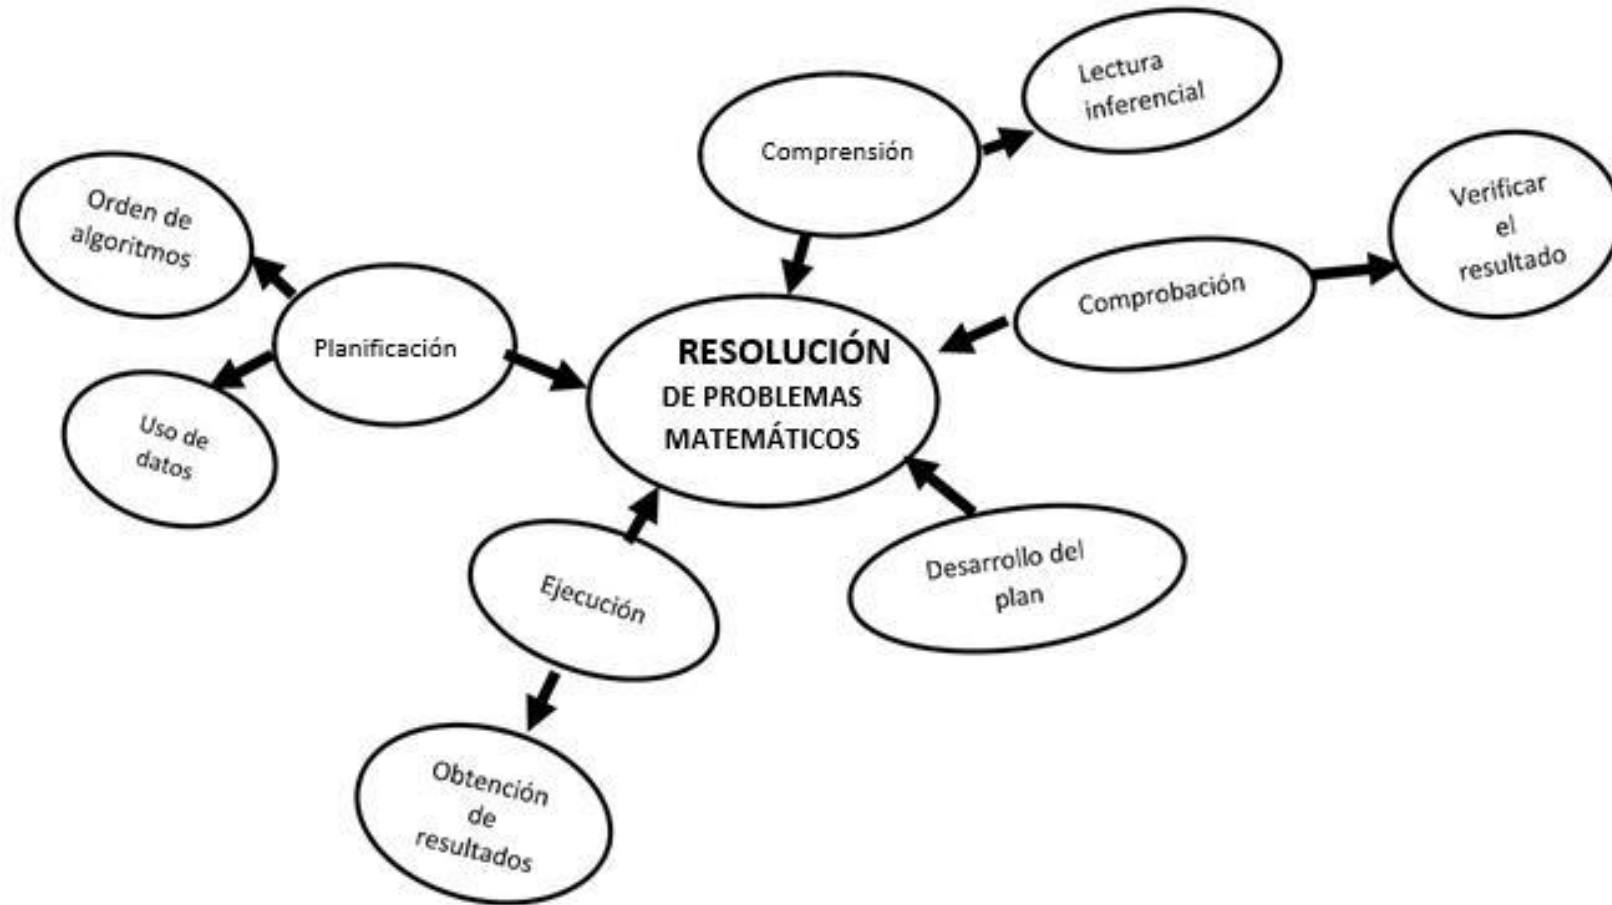 Lectura
inferencial
Comprensión
Verificar
el
resultado
Comprobación
Orden de
algoritmos
Planificación
Uso de
datos
RESOLUCIÓN
DE PROBLEMAS
MATEMÁTICOS
Desarrollo del
plan
Ejecución
Obtención
de
resultados